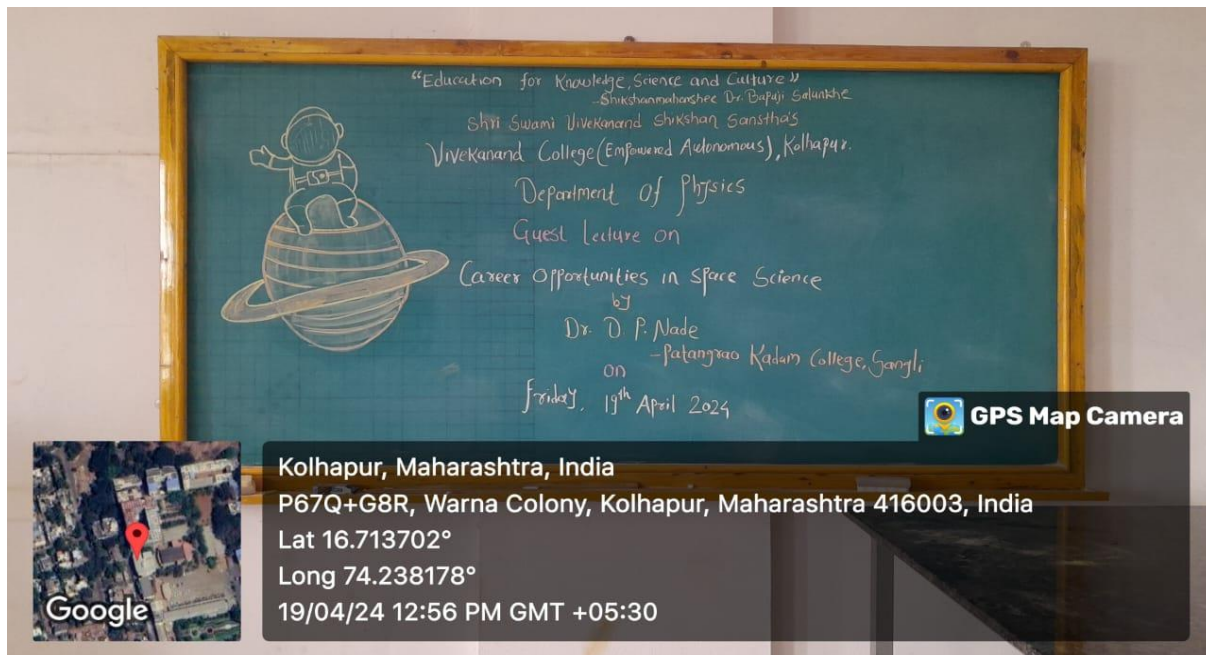 “Education for Knowledge, Science and Culture”
-Shikshanmaharshee Dr. Bapuji Salunkhe
Shri Swami Vivekanand Shikshan Sanstha's
Vivekanand College (Empowered Autonomous), Kolhapur.
Department of Physics
Guest Lecture on
Career Opportunities in Space Science
by
Dr. D. P. Nade
-Patangrao Kadam College, Sangli
on
Friday, 19th April 2024
GPS Map Camera
Kolhapur, Maharashtra, India
P67Q+G8R, Warna Colony, Kolhapur, Maharashtra 416003, India
Lat 16.713702°
Long 74.238178°
19/04/24 12:56 PM GMT +05:30
Google